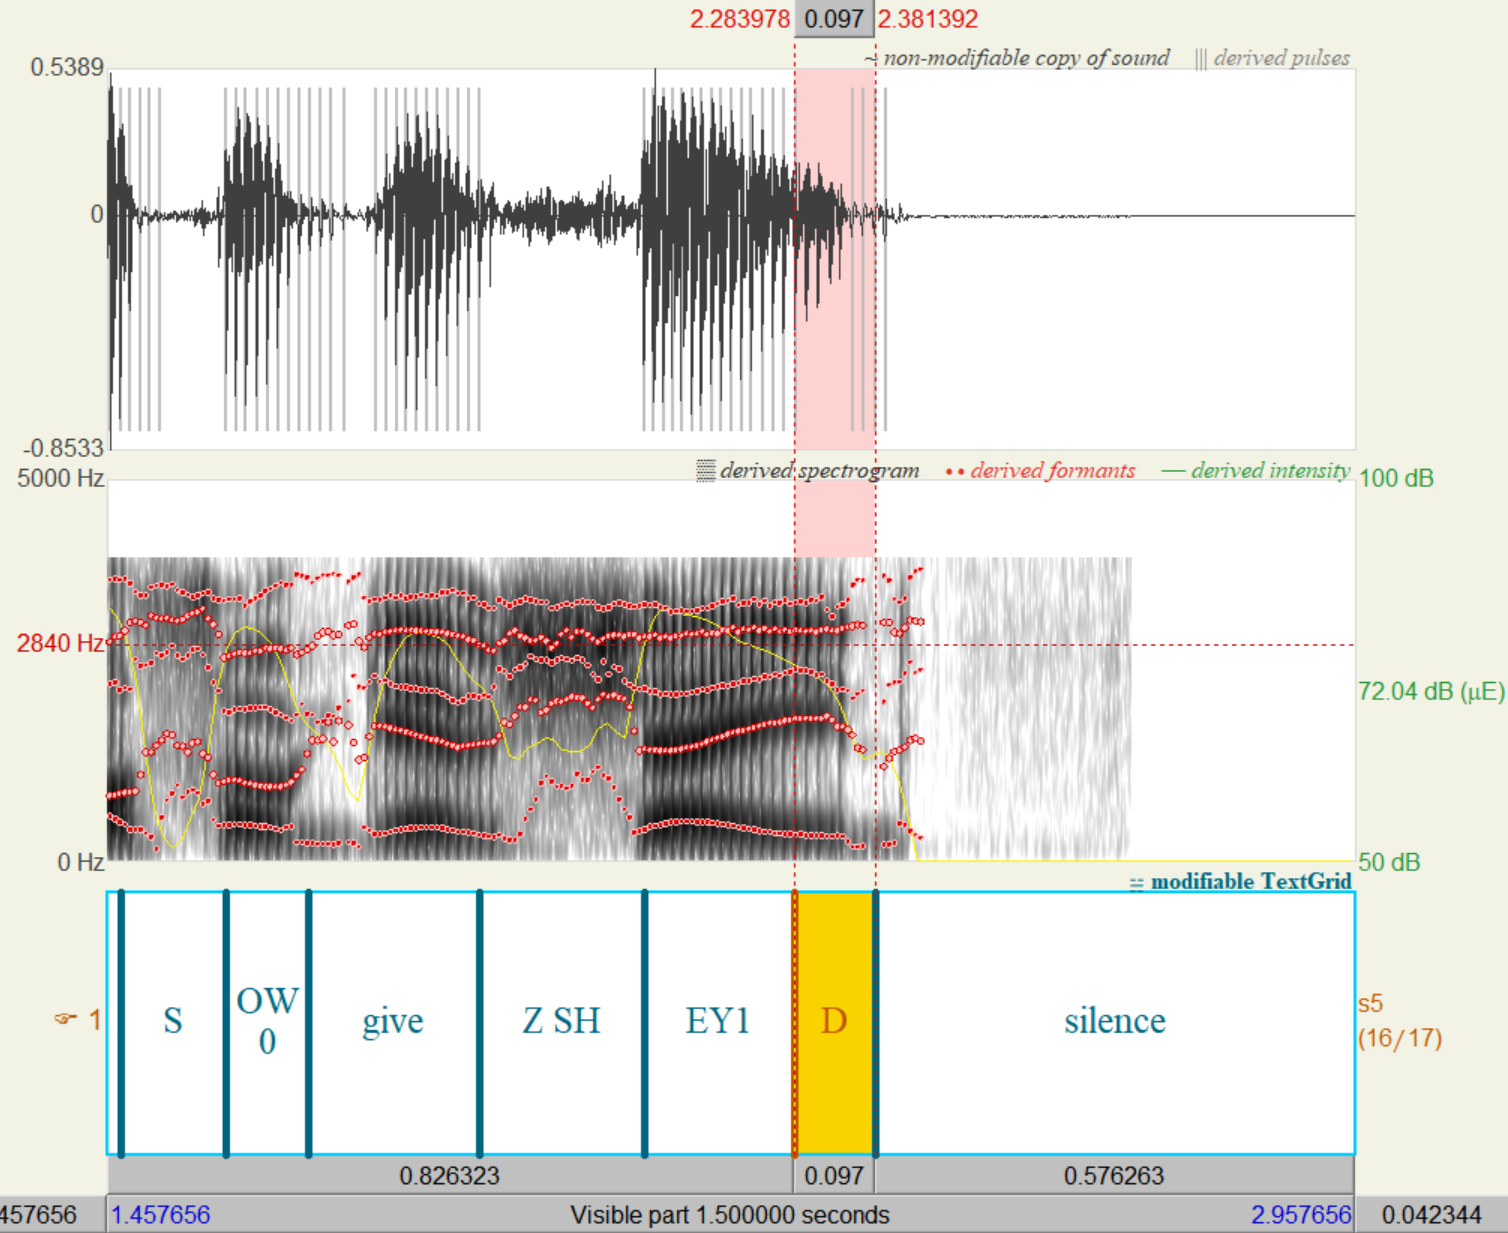 2.283978 0.097 2.381392
~ non-modifiable copy of sound ||| derived pulses
0.5389
0
-0.8533
5000 Hz
derived spectrogram •• derived formants — derived intensity
100 dB
2840 Hz
72.04 dB (µE)
0 Hz
50 dB
modifiable TextGrid
☞ 1
S
OW
0
give
Z SH
EY1
D
silence
s5
(16/17)
0.826323 0.097 0.576263
457656 1.457656 Visible part 1.500000 seconds 2.957656 0.042344